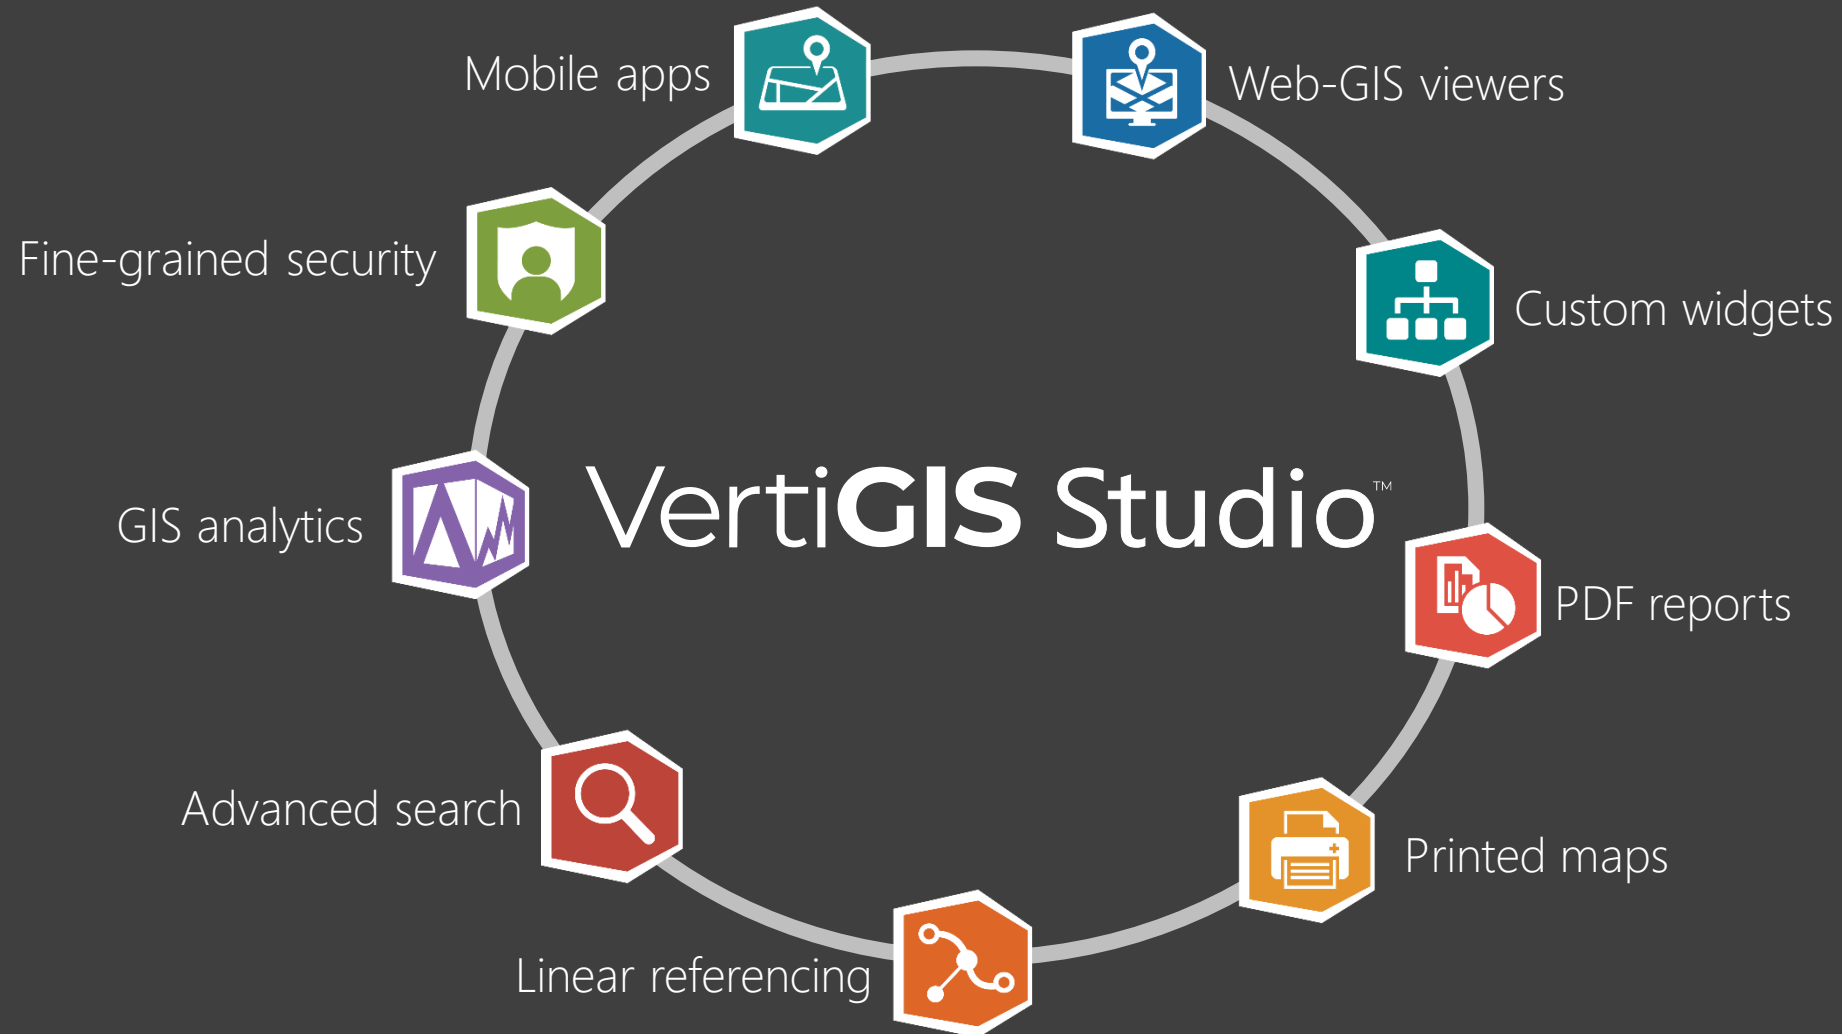 Mobile apps
Web-GIS viewers
Fine-grained security
Custom widgets
VertiGIS Studio™
GIS analytics
PDF reports
Advanced search
Printed maps
Linear referencing